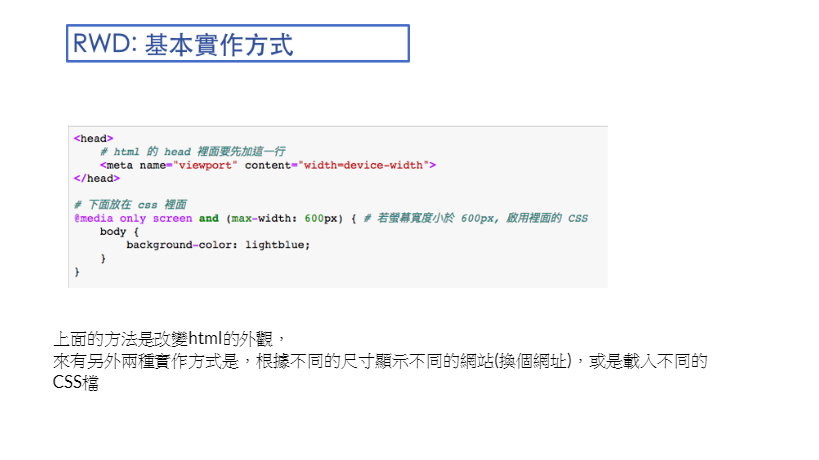 RWD: 基本實作方式
<head>
# html 的 head 裡面要先加這一行
<meta name="viewport" content="width=device-width">
</head>
# 下面放在 css 裡面
@media only screen and (max-width: 600px) { # 若螢幕寬度小於 600px, 啟用裡面的 CSS
body {
background-color: lightblue;
}
}
上面的方法是改變html的外觀，
來有另外兩種實作方式是，根據不同的尺寸顯示不同的網站(換個網址)，或是載入不同的
CSS檔